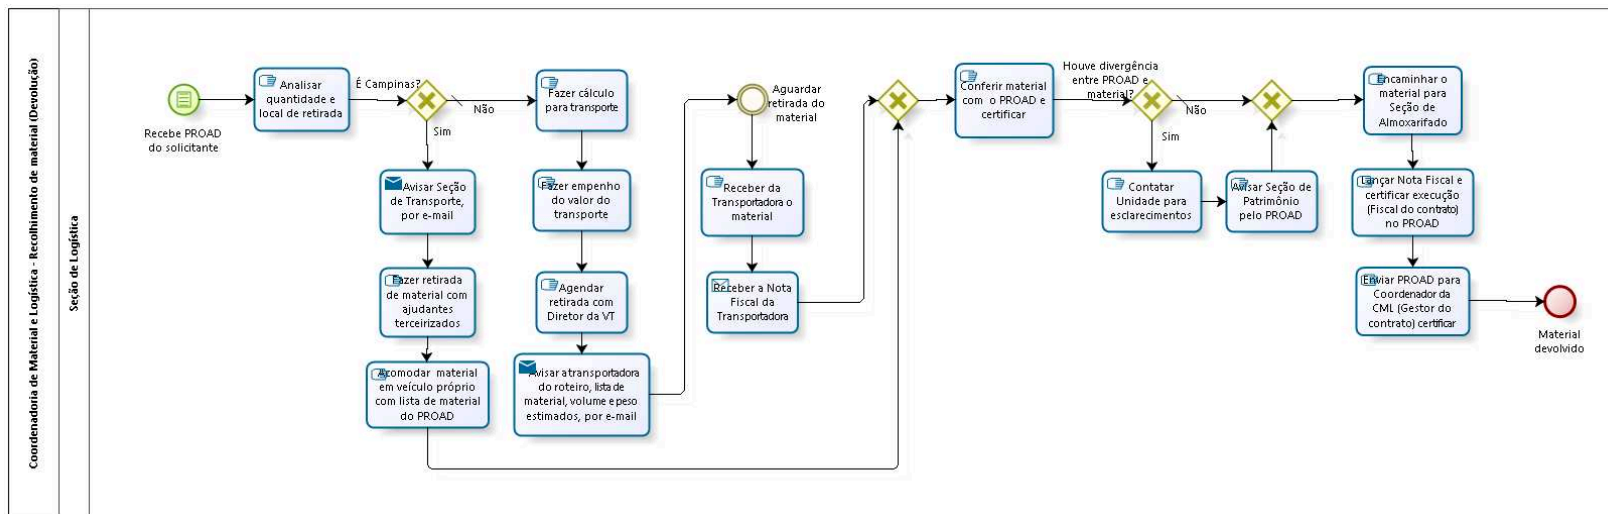 Coordenadoria de Material e Logística - Recolhimento de material (Devolução)
Seção de Logística
Recebe PROAD
do solicitante
Analisar
quantidade e
local de retirada
É Campinas?
Não
Sim
Avisar Seção
de Transporte,
por e-mail
Fazer retirada
de material com
ajudantes
terceirizados
Acomodar material
em veículo próprio
com lista de material
do PROAD
Fazer cálculo
para transporte
Fazer empenho
do valor do
transporte
Agendar
retirada com
Diretor da VT
Avisar a transportadora
do roteiro, lista de
material, volume e peso
estimados, por e-mail
Aguardar
retirada do
material
Receber da
Transportadora o
material
Receber a Nota
Fiscal da
Transportadora
Conferir material
com o PROAD e
certificar
Houve divergência
entre PROAD e
material?
Não
Sim
Contatar
Unidade para
esclarecimentos
Avisar Seção de
Patrimônio
pelo PROAD
Encaminhar o
material para
Seção de
Almoxarifado
Lançar Nota Fiscal e
certificar execução
(Fiscal do contrato)
no PROAD
Enviar PROAD para
Coordenador da
CML (Gestor do
contrato) certificar
Material
devolvido